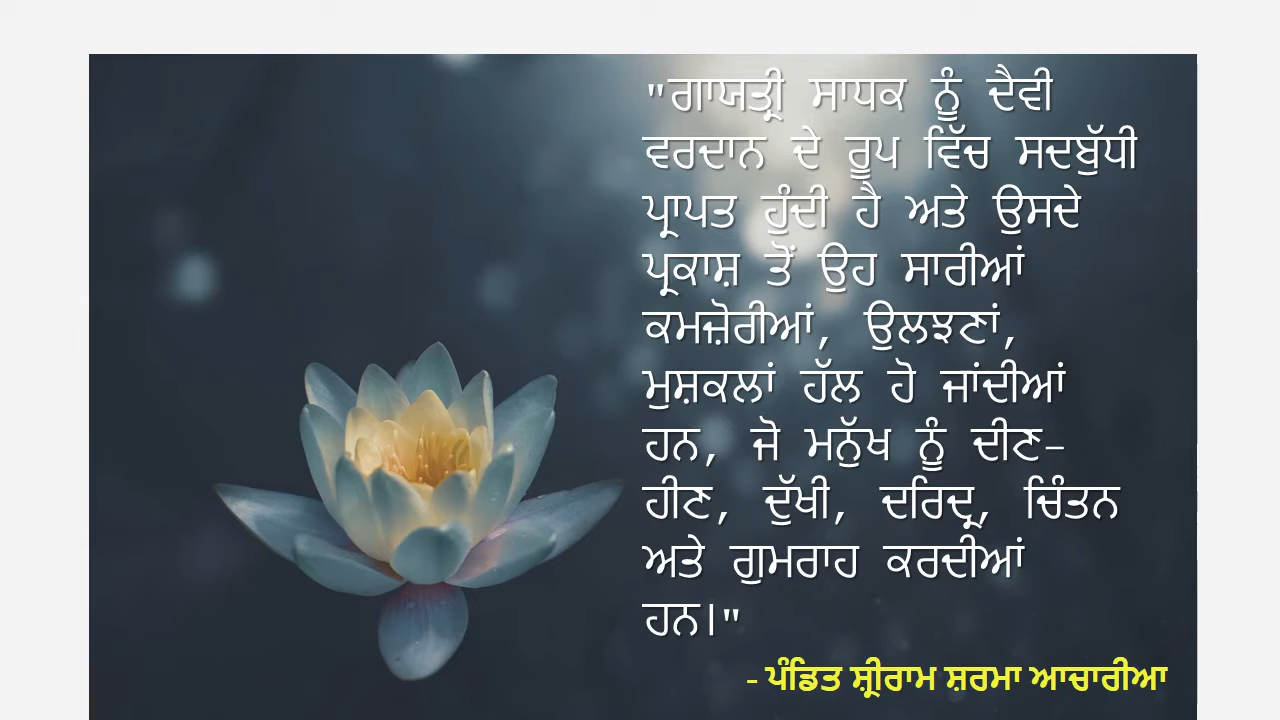 "ਗਾਯਤ੍ਰੀ ਸਾਧਕ ਨੂੰ ਦੈਵੀ
ਵਰਦਾਨ ਦੇ ਰੂਪ ਵਿੱਚ ਸਦਬੁੱਧੀ
ਪ੍ਰਾਪਤ ਹੁੰਦੀ ਹੈ ਅਤੇ ਉਸਦੇ
ਪ੍ਰਕਾਸ਼ ਤੋਂ ਉਹ ਸਾਰੀਆਂ
ਕਮਜ਼ੋਰੀਆਂ, ਉਲਝਣਾਂ,
ਮੁਸ਼ਕਲਾਂ ਹੱਲ ਹੋ ਜਾਂਦੀਆਂ
ਹਨ, ਜੋ ਮਨੁੱਖ ਨੂੰ ਦੀਣ-
ਹੀਣ, ਦੁੱਖੀ, ਦਰਿਦ੍ਰ, ਚਿੰਤਨ
ਅਤੇ ਗੁਮਰਾਹ ਕਰਦੀਆਂ
ਹਨ।"
- ਪੰਡਿਤ ਸ਼੍ਰੀਰਾਮ ਸ਼ਰਮਾ ਆਚਾਰੀਆ